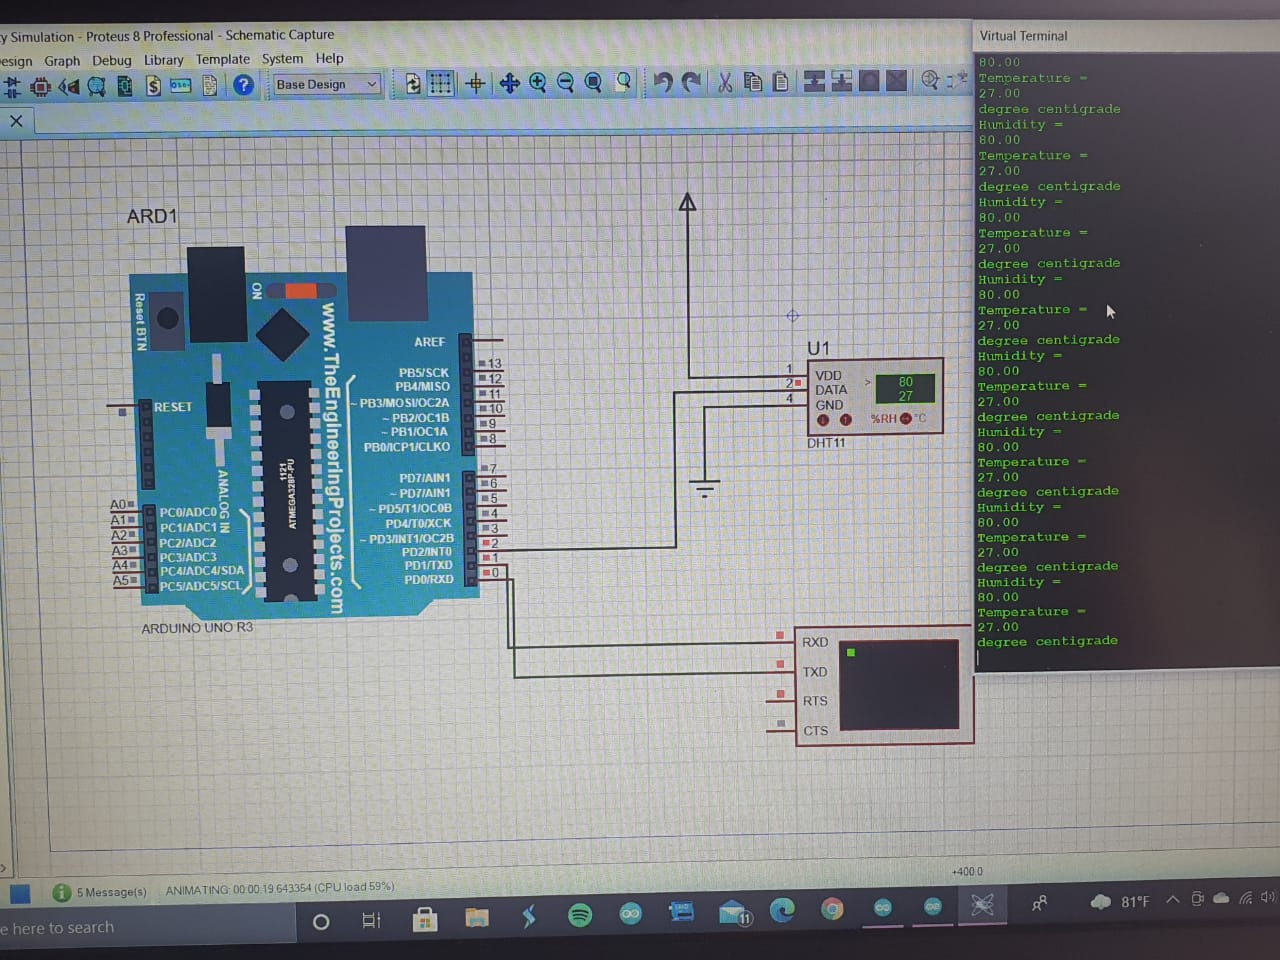 ty Simulation - Proteus 8 Professional - Schematic Capture
esign Graph Debug Library Template System Help
Base Design
Virtual Terminal
80.00
Temperature =
27.00
degree centigrade
Humidity =
80.00
Temperature =
27.00
degree centigrade
Humidity =
80.00
Temperature =
27.00
degree centigrade
Humidity =
80.00
Temperature =
27.00
degree centigrade
Humidity =
80.00
Temperature =
27.00
degree centigrade
Humidity =
80.00
Temperature =
27.00
degree centigrade
Humidity =
80.00
Temperature =
27.00
degree centigrade
Humidity =
80.00
Temperature =
27.00
degree centigrade
ARD1
Reset BTN
ON
www.TheEngineeringProjects.com
ANALOG IN
1121
ATMEGA328P-PU
RESET
A0 PC0/ADC0
A1 PC1/ADC1
A2 PC2/ADC2
A3 PC3/ADC3
A4 PC4/ADC4/SDA
A5 PC5/ADC5/SCL
AREF
PB5/SCK 13
PB4/MISO 12
~ PB3/MOSI/OC2A 11
~ PB2/OC1B 10
~ PB1/OC1A 9
PB0/ICP1/CLKO 8
PD7/AIN1 7
~ PD7/AIN1 6
~ PD5/T1/OC0B 5
PD4/T0/XCK 4
~ PD3/INT1/OC2B 3
PD2/INT0 2
PD1/TXD 1
PD0/RXD 0
ARDUINO UNO R3
U1
1 VDD
2 DATA
4 GND
> 80
27
%RH °C
DHT11
RXD
TXD
RTS
CTS
+400.0
5 Message(s) ANIMATING: 00:00:19.643354 (CPU load 59%)
e here to search
11
81°F